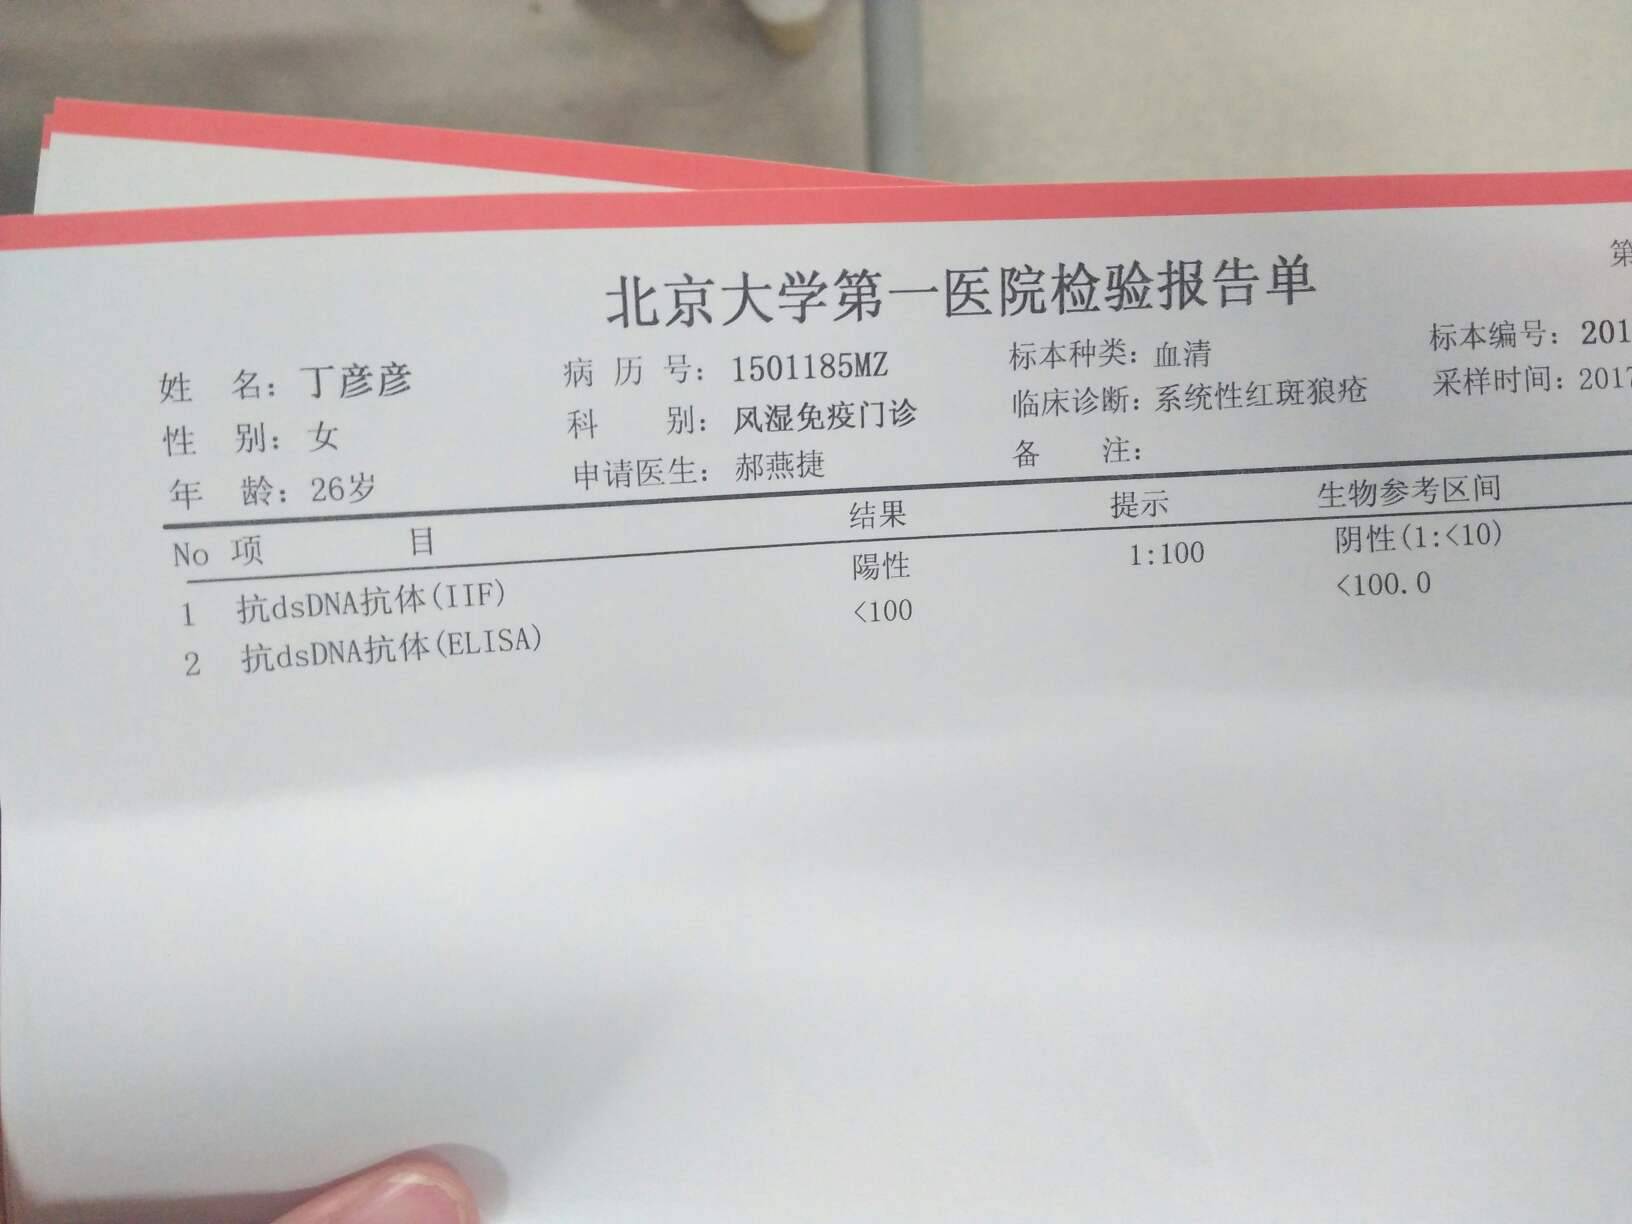 第
北京大学第一医院检验报告单
姓 名：丁彦彦 病 历 号：1501185MZ 标本种类：血清 标本编号：201
性 别：女 科 别：风湿免疫门诊 临床诊断：系统性红斑狼疮 采样时间：2017
年 龄：26岁 申请医生：郝燕捷 备 注：
No 项 目 结果 提示 生物参考区间
1 抗dsDNA抗体(IIF) 陽性 1:100 阴性(1:<10)
2 抗dsDNA抗体(ELISA) <100 <100.0